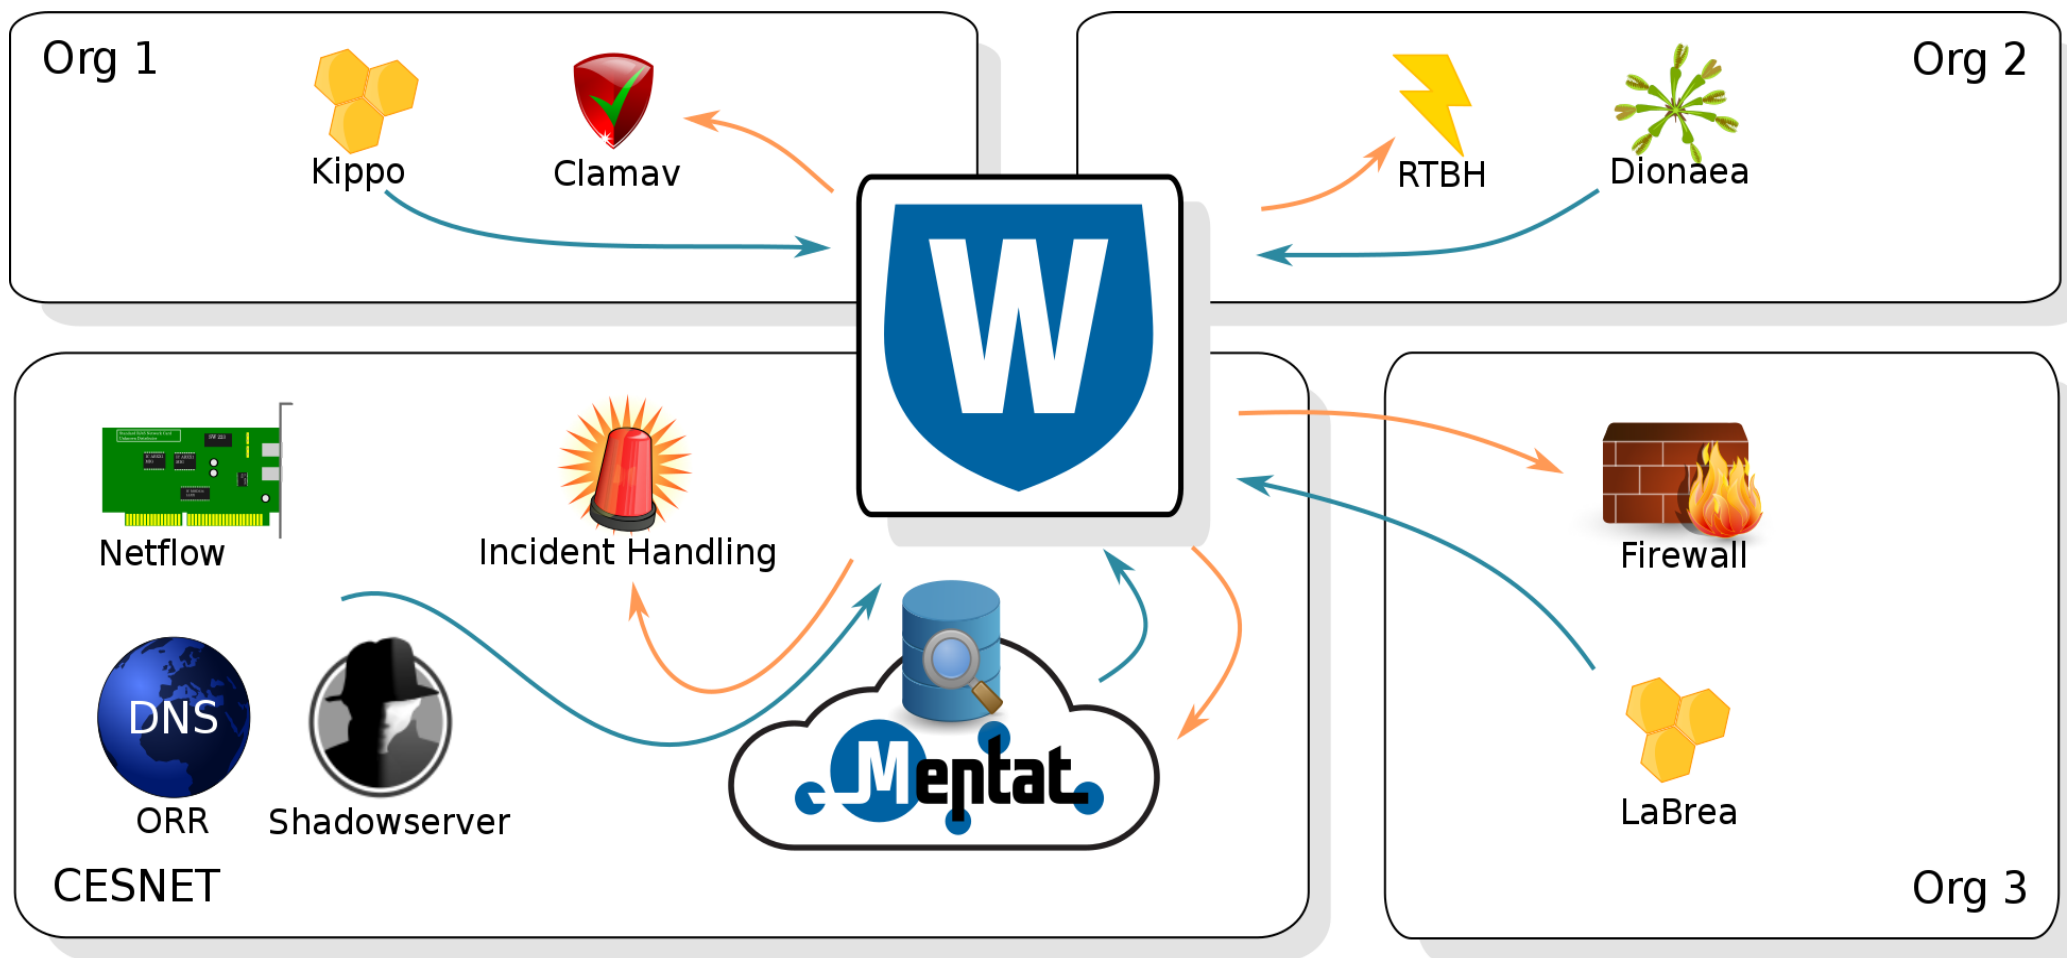 Org 1
Kippo
Clamav
Org 2
RTBH
Dionaea
W
Netflow
Incident Handling
DNS
ORR
Shadowserver
Mentat
CESNET
Firewall
LaBrea
Org 3